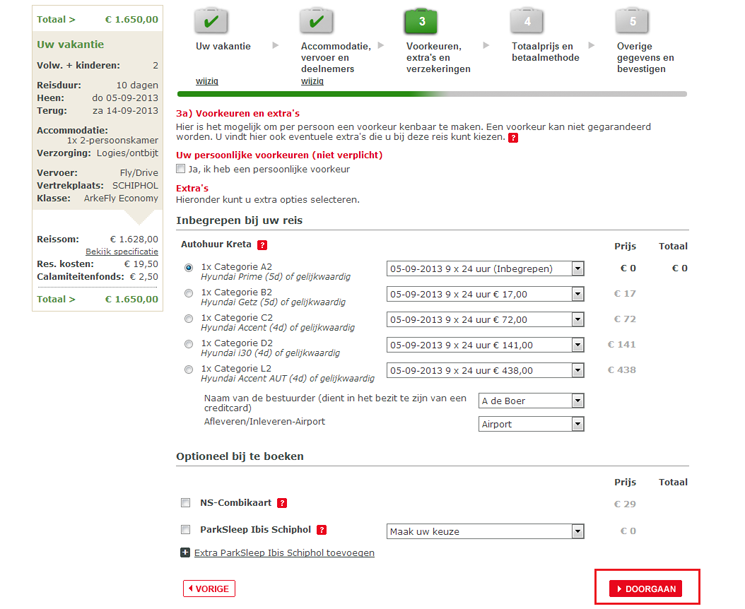 Totaal > € 1.650,00
Uw vakantie
Volw. + kinderen: 2
Reisduur: 10 dagen
Heen: do 05-09-2013
Terug: za 14-09-2013
Accommodatie:
1x 2-persoonskamer
Verzorging: Logies/ontbijt
Vervoer: Fly/Drive
Vertrekplaats: SCHIPHOL
Klasse: ArkeFly Economy
Reissom: € 1.628,00
Bekijk specificatie
Res. kosten: € 19,50
Calamiteitenfonds: € 2,50
Totaal > € 1.650,00
3 4 5
Uw vakantie
wijzig
Accommodatie,
vervoer en
deelnemers
wijzig
Voorkeuren,
extra's en
verzekeringen
Totaalprijs en
betaalmethode
Overige
gegevens en
bevestigen
3a) Voorkeuren en extra's
Hier is het mogelijk om per persoon een voorkeur kenbaar te maken. Een voorkeur kan niet gegarandeerd
worden. U vindt hier ook eventuele extra's die u bij deze reis kunt kiezen. ?
Uw persoonlijke voorkeuren (niet verplicht)
Ja, ik heb een persoonlijke voorkeur
Extra's
Hieronder kunt u extra opties selecteren.
Inbegrepen bij uw reis
Autohuur Kreta ? Prijs Totaal
1x Categorie A2 05-09-2013 9 x 24 uur (Inbegrepen) € 0 € 0
Hyundai Prime (5d) of gelijkwaardig
1x Categorie B2 05-09-2013 9 x 24 uur € 17,00 € 17
Hyundai Getz (5d) of gelijkwaardig
1x Categorie C2 05-09-2013 9 x 24 uur € 72,00 € 72
Hyundai Accent (4d) of gelijkwaardig
1x Categorie D2 05-09-2013 9 x 24 uur € 141,00 € 141
Hyundai i30 (4d) of gelijkwaardig
1x Categorie L2 05-09-2013 9 x 24 uur € 438,00 € 438
Hyundai Accent AUT (4d) of gelijkwaardig
Naam van de bestuurder (dient in het bezit te zijn van een
creditcard) A de Boer
Afleveren/Inleveren-Airport Airport
Optioneel bij te boeken
Prijs Totaal
NS-Combikaart ? € 29
ParkSleep Ibis Schiphol ? Maak uw keuze € 0
Extra ParkSleep Ibis Schiphol toevoegen
VORIGE DOORGAAN